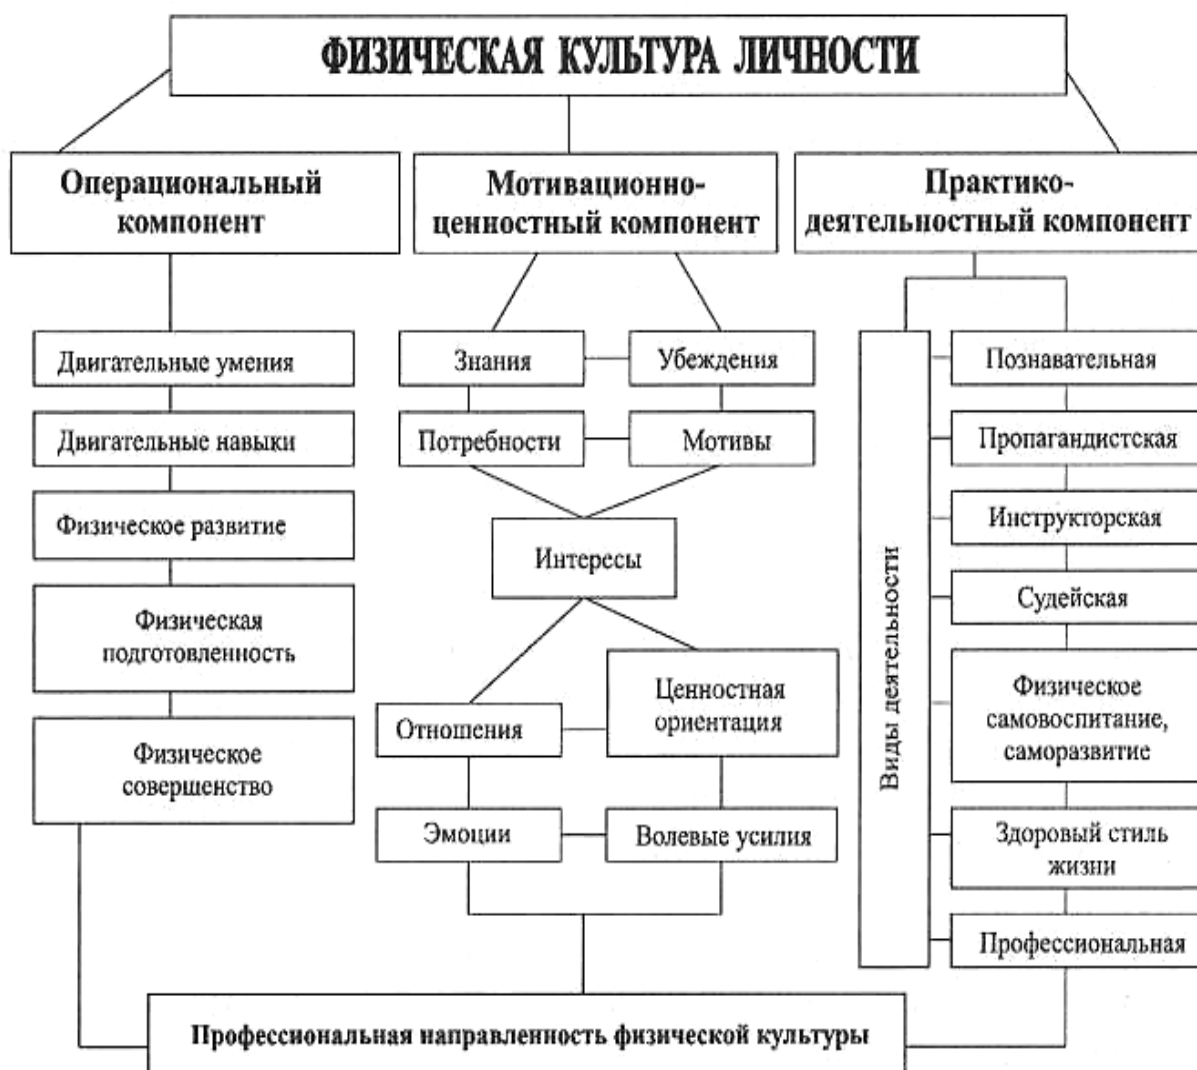 ФИЗИЧЕСКАЯ КУЛЬТУРА ЛИЧНОСТИ
Операциональный
компонент
Мотивационно-
ценностный компонент
Практико-
деятельностный компонент
Двигательные умения
Двигательные навыки
Физическое развитие
Физическая
подготовленность
Физическое
совершенство
Знания
Убеждения
Потребности
Мотивы
Интересы
Отношения
Ценностная
ориентация
Эмоции
Волевые усилия
Виды деятельности
Познавательная
Пропагандистская
Инструкторская
Судейская
Физическое
самовоспитание,
саморазвитие
Здоровый стиль
жизни
Профессиональная
Профессиональная направленность физической культуры